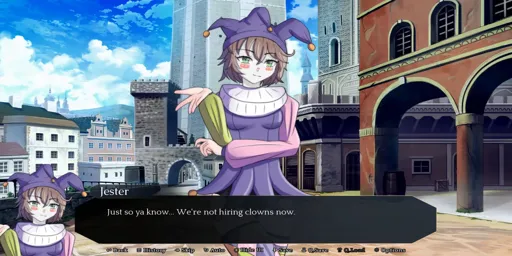 Jester
Just so ya know... We're not hiring clowns now.
Back History Skip Auto Hide UI Save Q.Save Q.Load Options